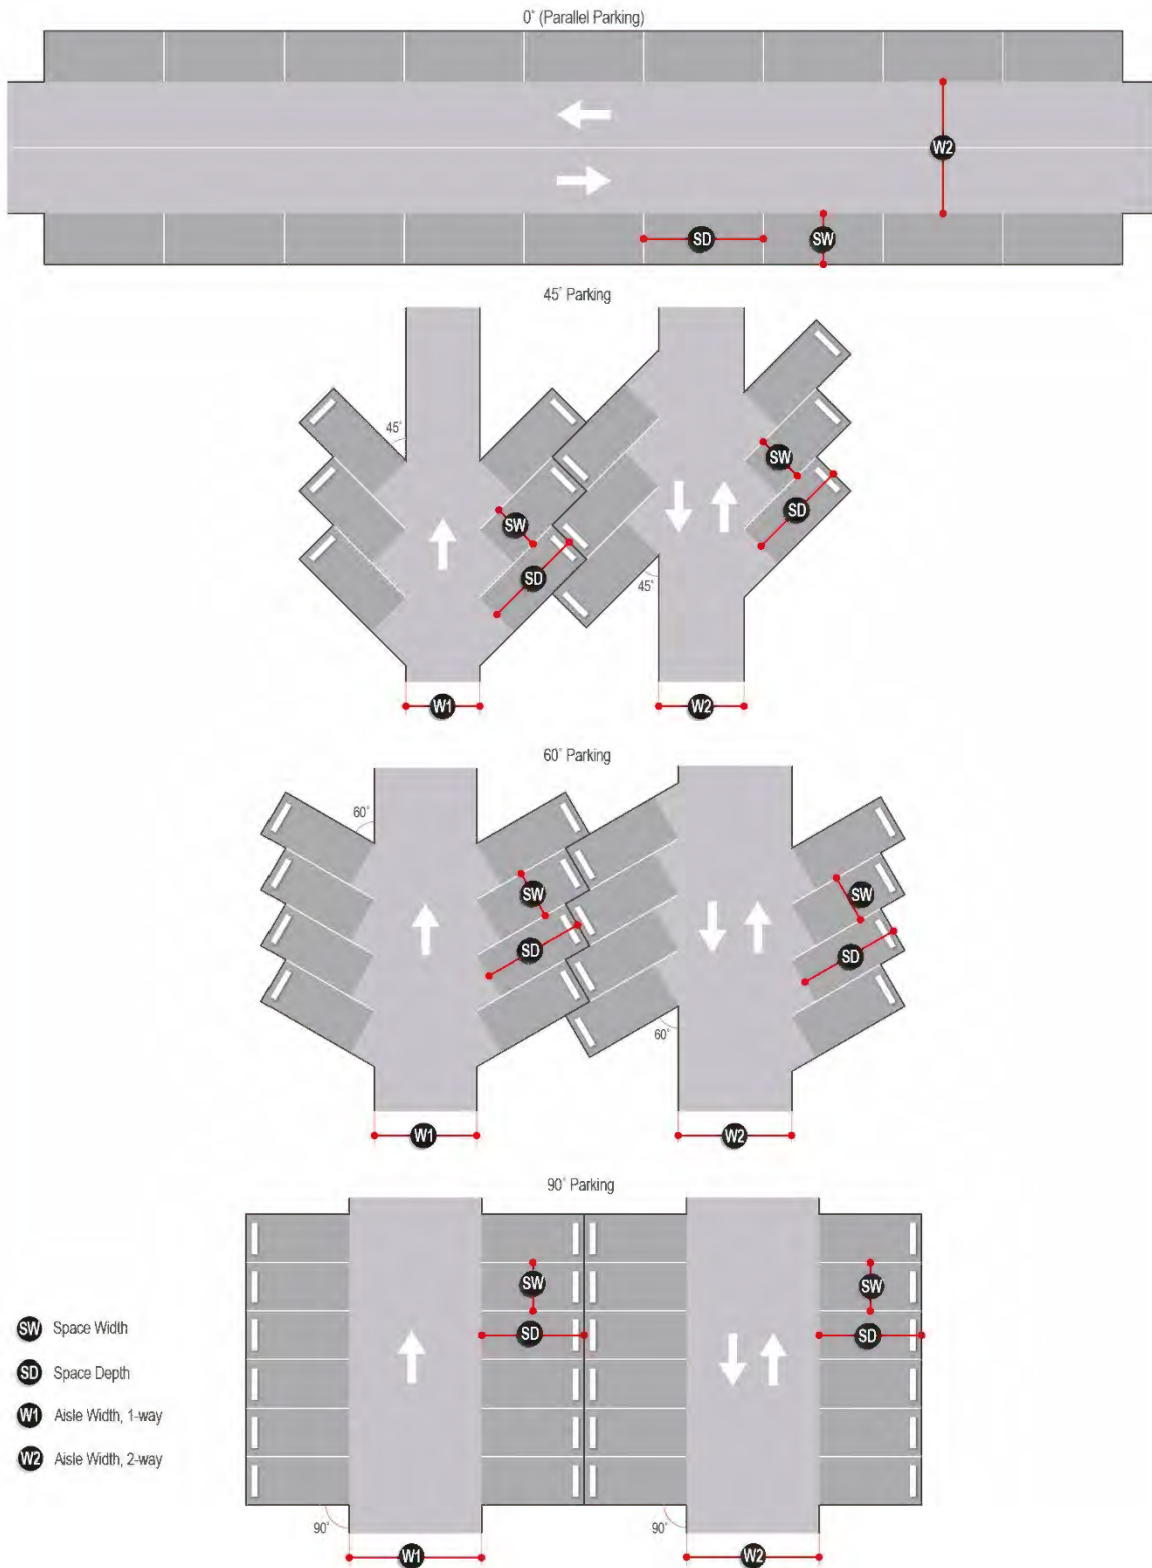 0° (Parallel Parking)
W2
SD
SW
45° Parking
45°
SW
SW
SD
SD
45°
W1
W2
60° Parking
60°
SW
SW
SD
SD
60°
W1
W2
90° Parking
SW
SW
SD
SD
SW Space Width
SD Space Depth
W1 Aisle Width, 1-way
W2 Aisle Width, 2-way
90°
90°
W1
W2